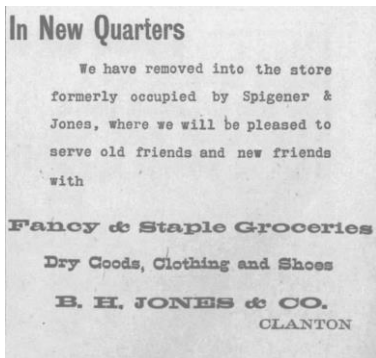 In New Quarters
We have removed into the store
formerly occupied by Spigener &
Jones, where we will be pleased to
serve old friends and new friends
with
Fancy & Staple Groceries
Dry Goods, Clothing and Shoes
B. H. JONES & CO.
CLANTON